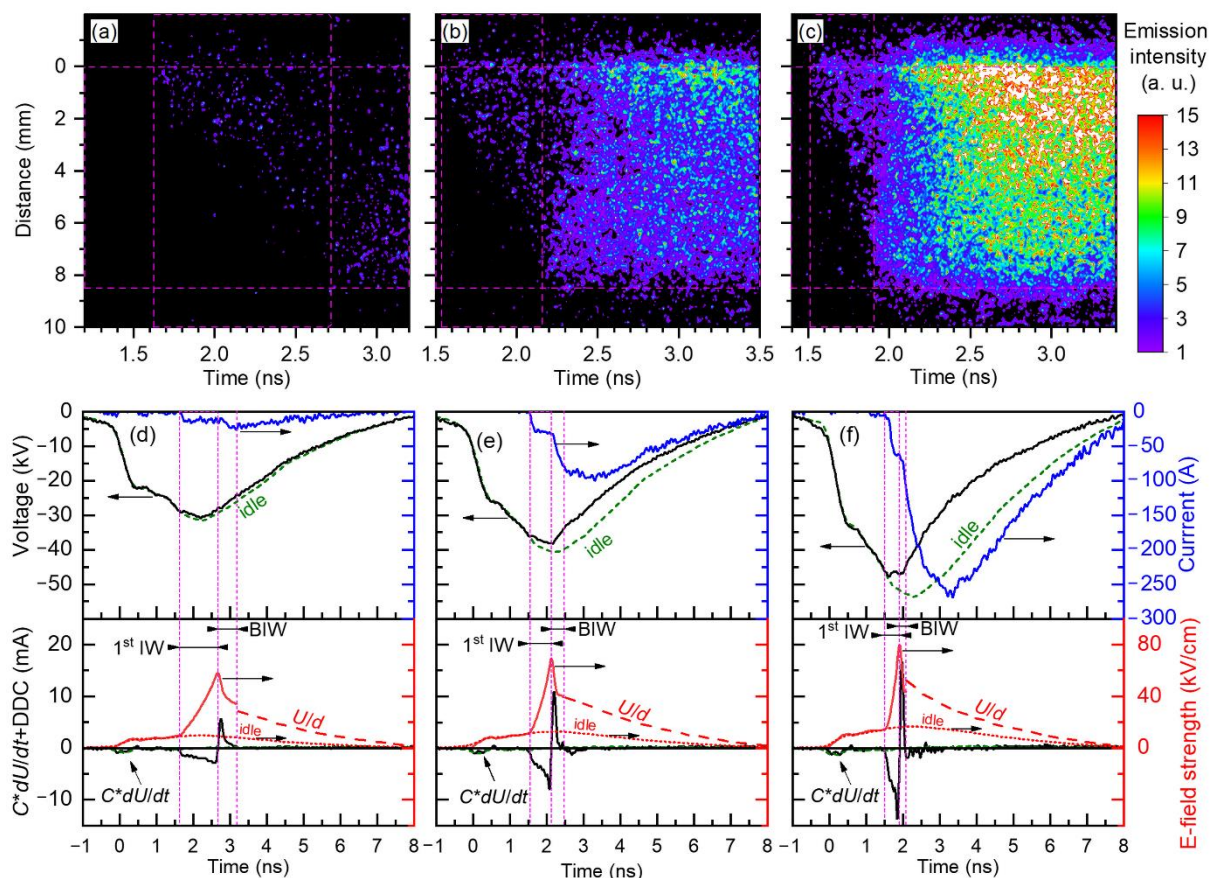 (a) (b) (c)
Emission
intensity
(a. u.)
15
13
11
9
7
5
3
1
Distance (mm)
0
2
4
6
8
10
1.5 2.0 2.5 3.0
1.5 2.0 2.5 3.0 3.5
1.5 2.0 2.5 3.0
Time (ns) Time (ns) Time (ns)
Voltage (kV)
0
−10
−20
−30
−40
−50
(d) idle
(e) idle
(f) idle
0
−50
−100
−150
−200
−250
−300
Currrent (A)
C*dU/dt+DDC (mA)
20
10
0
−10
1st IW BIW U/d idle C*dU/dt
1st IW BIW U/d idle C*dU/dt
1st IW BIW U/d idle C*dU/dt
80
40
0
E-field strength (kV/cm)
−1 0 1 2 3 4 5 6 7 8
−1 0 1 2 3 4 5 6 7 8
−1 0 1 2 3 4 5 6 7 8
Time (ns) Time (ns) Time (ns)